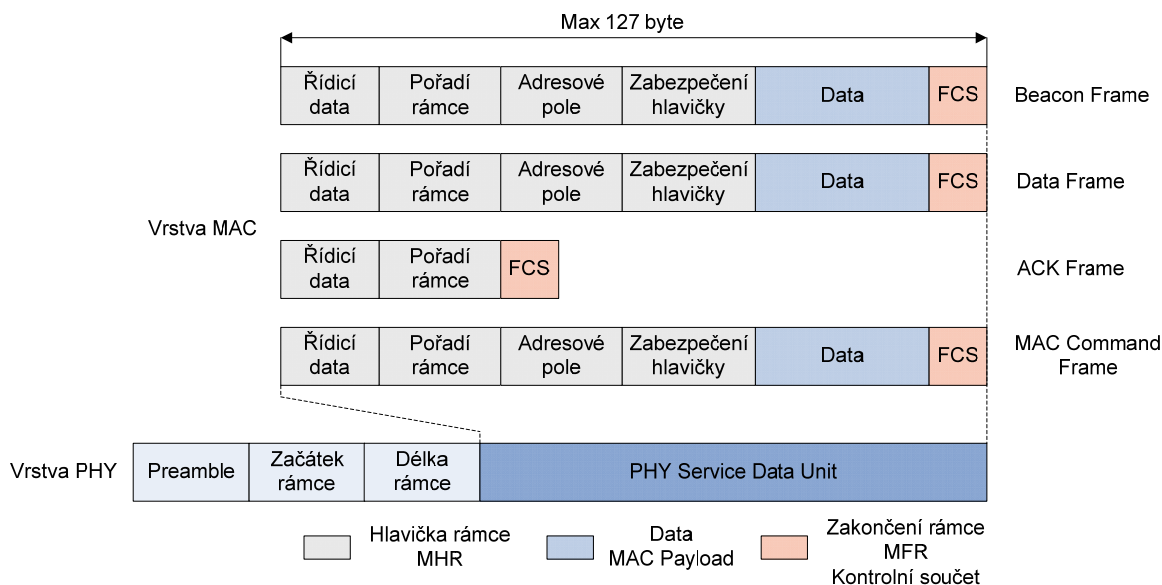 Max 127 byte
Řídicí data
Pořadí rámce
Adresové pole
Zabezpečení hlavičky
Data
FCS
Beacon Frame
Řídicí data
Pořadí rámce
Adresové pole
Zabezpečení hlavičky
Data
FCS
Data Frame
Vrstva MAC
Řídicí data
Pořadí rámce
FCS
ACK Frame
Řídicí data
Pořadí rámce
Adresové pole
Zabezpečení hlavičky
Data
FCS
MAC Command
Frame
Vrstva PHY
Preamble
Začátek rámce
Délka rámce
PHY Service Data Unit
Hlavička rámce
MHR
Data
MAC Payload
Zakončení rámce
MFR
Kontrolní součet